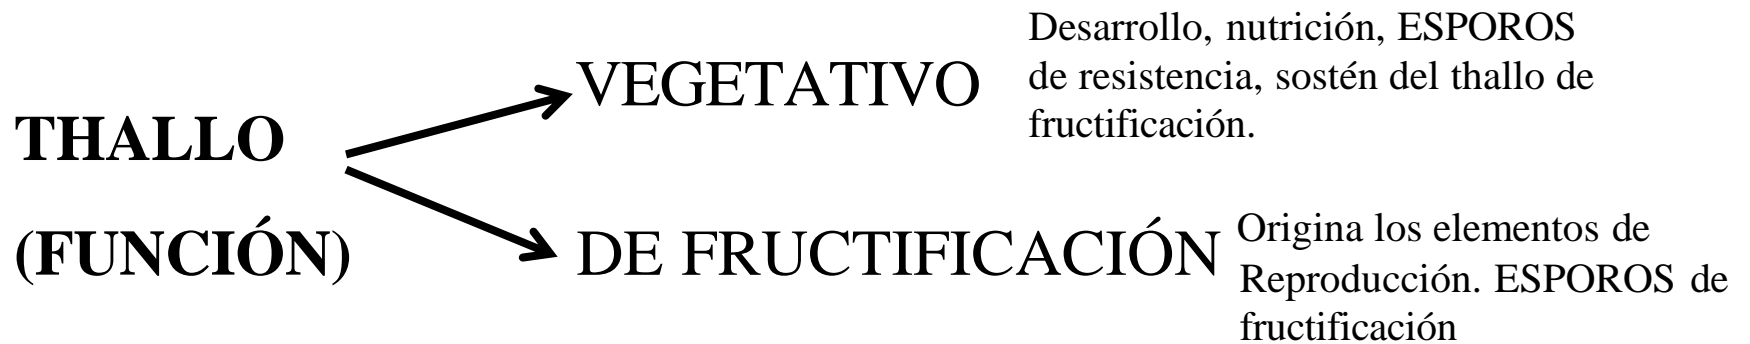 THALLO
(FUNCIÓN)
VEGETATIVO
Desarrollo, nutrición, ESPOROS
de resistencia, sostén del thallo de
fructificación.
DE FRUCTIFICACIÓN
Origina los elementos de
Reproducción. ESPOROS de
fructificación